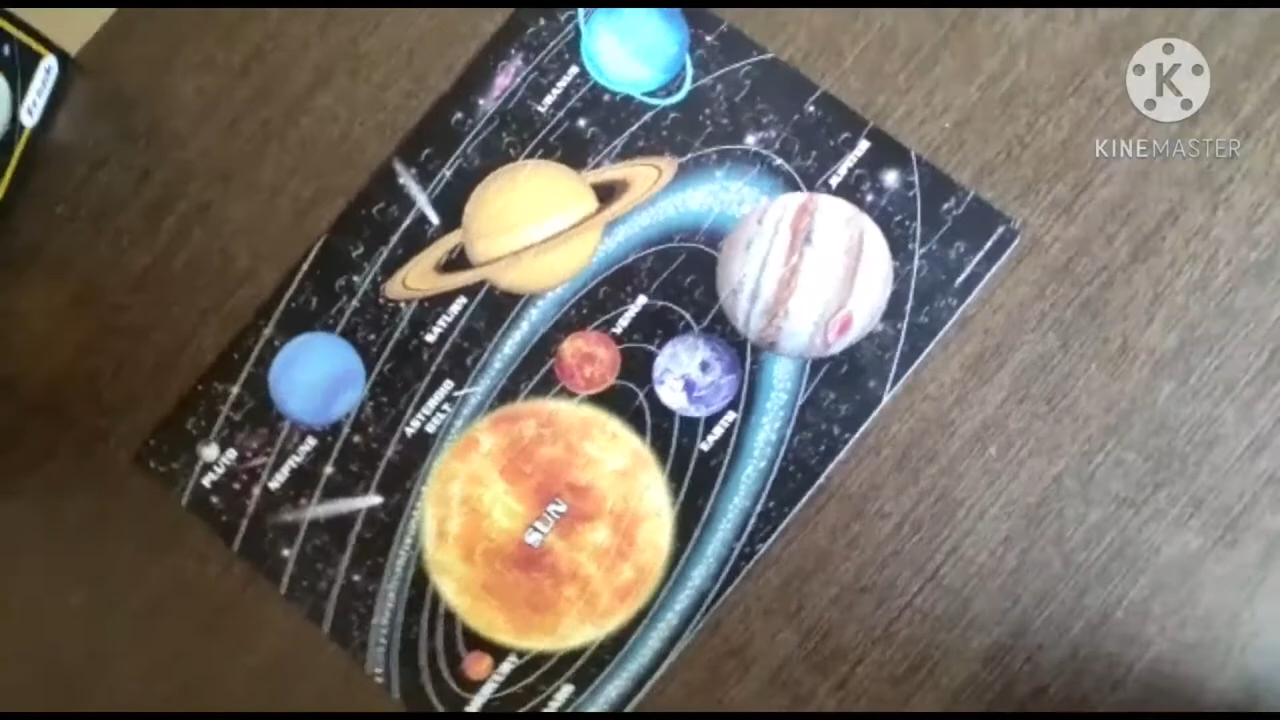 URANUS
JUPITER
SATURN
VENUS
ASTEROID
BELT
EARTH
PLUTO
NEPTUNE
SUN
MERCURY
KINEMASTER